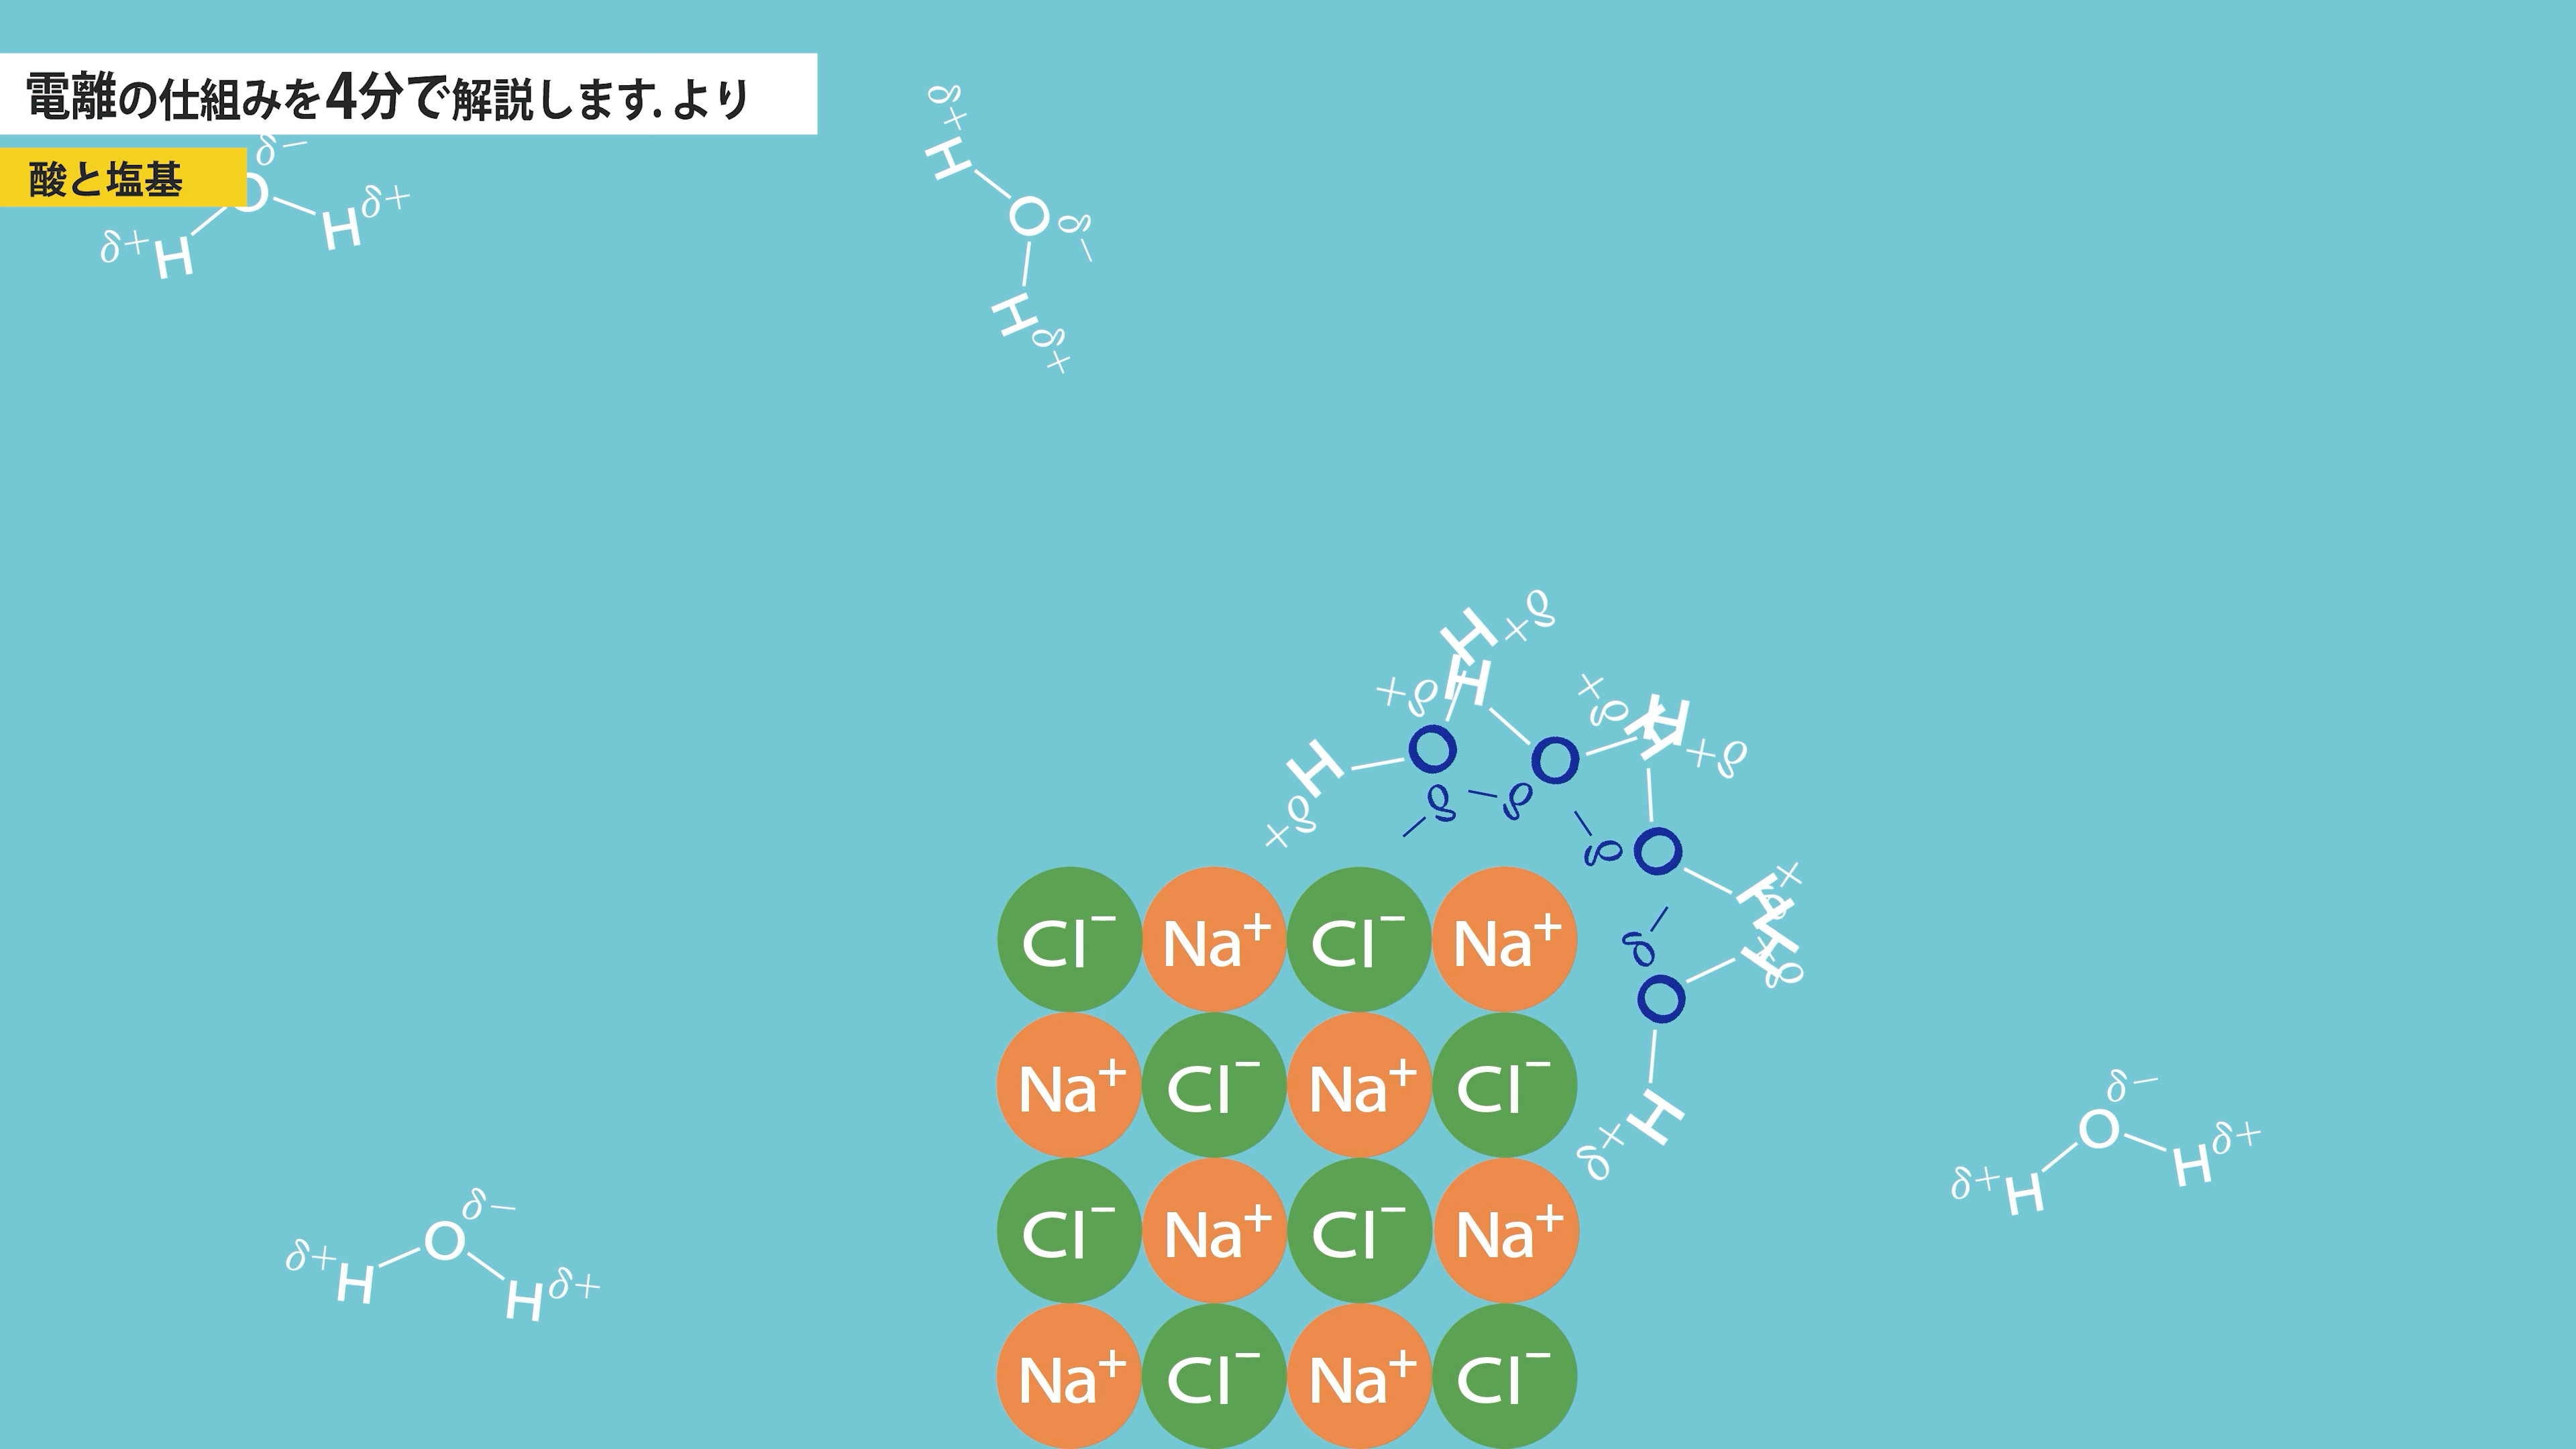 電離の仕組みを4分で解説します.より
酸と塩基
δ−
O
δ+ H
H δ+
δ+
H
O δ−
H
δ+
H δ+
δ+ H
δ+
H
δ+
H δ+
H
O
O
δ+
δ−
δ−
δ−
O
H
δ+
δ−
H
δ+
O
H
δ+
Cl⁻ Na⁺ Cl⁻ Na⁺
Na⁺ Cl⁻ Na⁺ Cl⁻
Cl⁻ Na⁺ Cl⁻ Na⁺
Na⁺ Cl⁻ Na⁺ Cl⁻
δ−
O
δ+ H
H δ+
δ−
O
δ+ H
H δ+